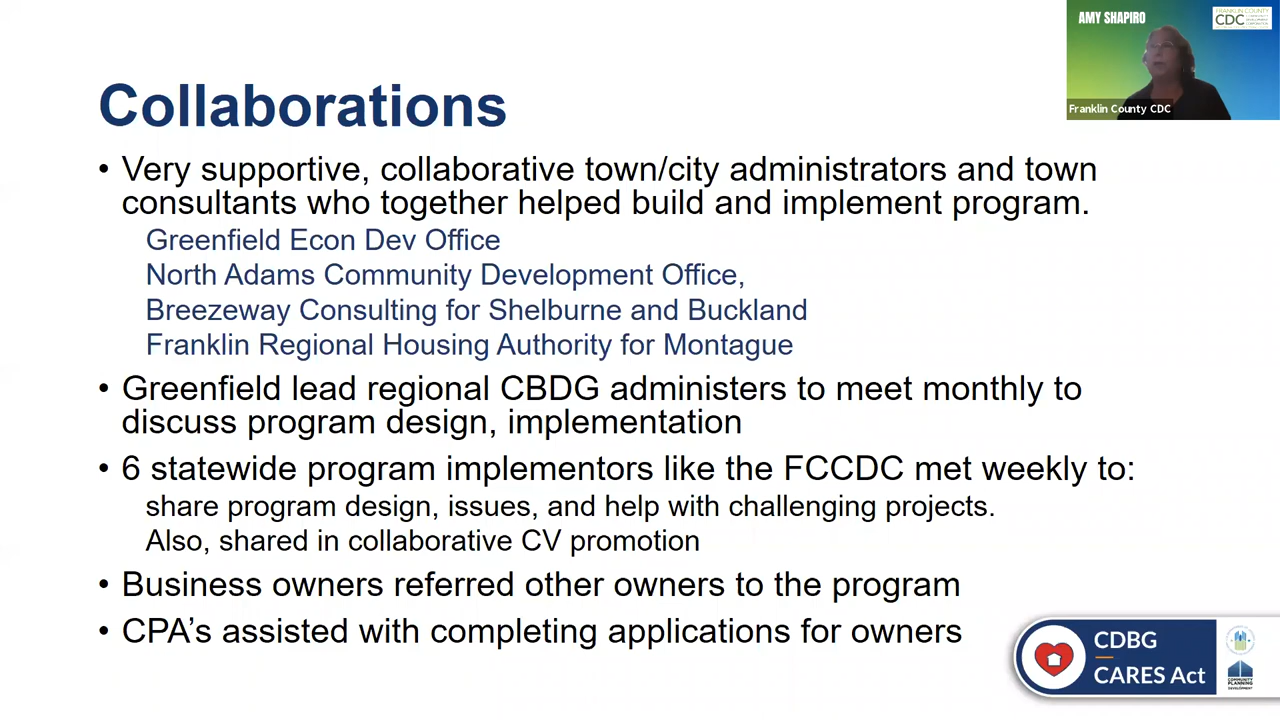 AMY SHAPIRO
FRANKLIN COUNTY
CDC
Franklin County CDC
Collaborations
• Very supportive, collaborative town/city administrators and town
consultants who together helped build and implement program.
Greenfield Econ Dev Office
North Adams Community Development Office,
Breezeway Consulting for Shelburne and Buckland
Franklin Regional Housing Authority for Montague
• Greenfield lead regional CBDG administers to meet monthly to
discuss program design, implementation
• 6 statewide program implementors like the FCCDC met weekly to:
share program design, issues, and help with challenging projects.
Also, shared in collaborative CV promotion
• Business owners referred other owners to the program
• CPA’s assisted with completing applications for owners
CDBG
CARES Act
COMMUNITY
PLANNING
DEVELOPMENT